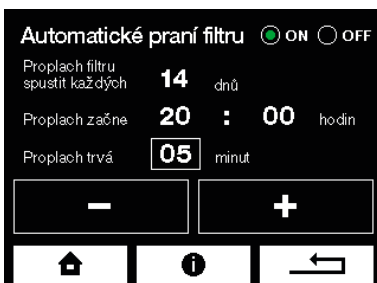 Automatické praní filtru ON OFF
Proplach filtru
spustit každých 14 dnů
Proplach začne 20 : 00 hodin
Proplach trvá 05 minut
− +